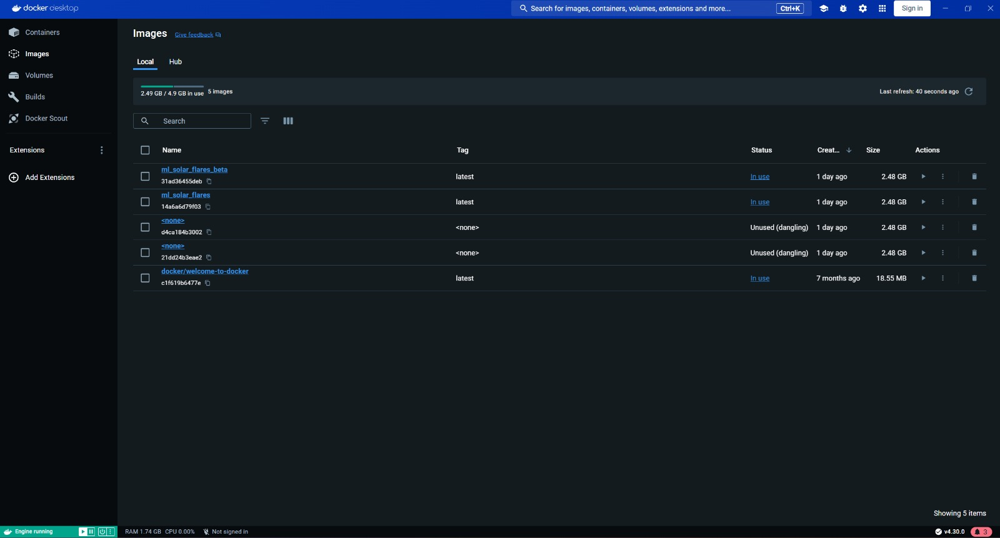 docker desktop
Search for images, containers, volumes, extensions and more...
Ctrl+K
Sign in
Containers
Images
Volumes
Builds
Docker Scout
Extensions
Add Extensions
Images
Give feedback
Local
Hub
2.49 GB / 4.9 GB in use
5 images
Last refresh: 40 seconds ago
Search
Name Tag Status Creat... Size Actions
ml_solar_flares_beta
31ad36455deb
latest In use 1 day ago 2.48 GB
ml_solar_flares
14a6a6d79f03
latest In use 1 day ago 2.48 GB
<none>
d4ca184b3002
<none> Unused (dangling) 1 day ago 2.48 GB
<none>
21dd24b3eae2
<none> Unused (dangling) 1 day ago 2.48 GB
docker/welcome-to-docker
c1f619b6477e
latest In use 7 months ago 18.55 MB
Showing 5 items
Engine running
RAM 1.74 GB CPU 0.00%
Not signed in
v4.30.0
3